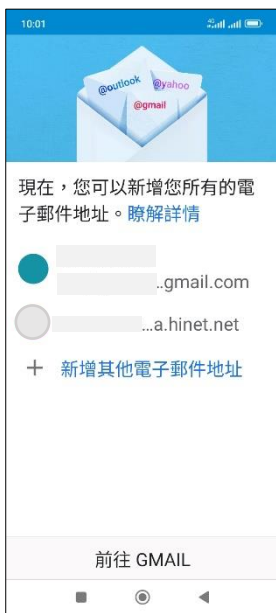 10:01
@outlook @yahoo
@gmail
現在，您可以新增您所有的電
子郵件地址。瞭解詳情
..gmail.com
...a.hinet.net
+ 新增其他電子郵件地址
前往 GMAIL